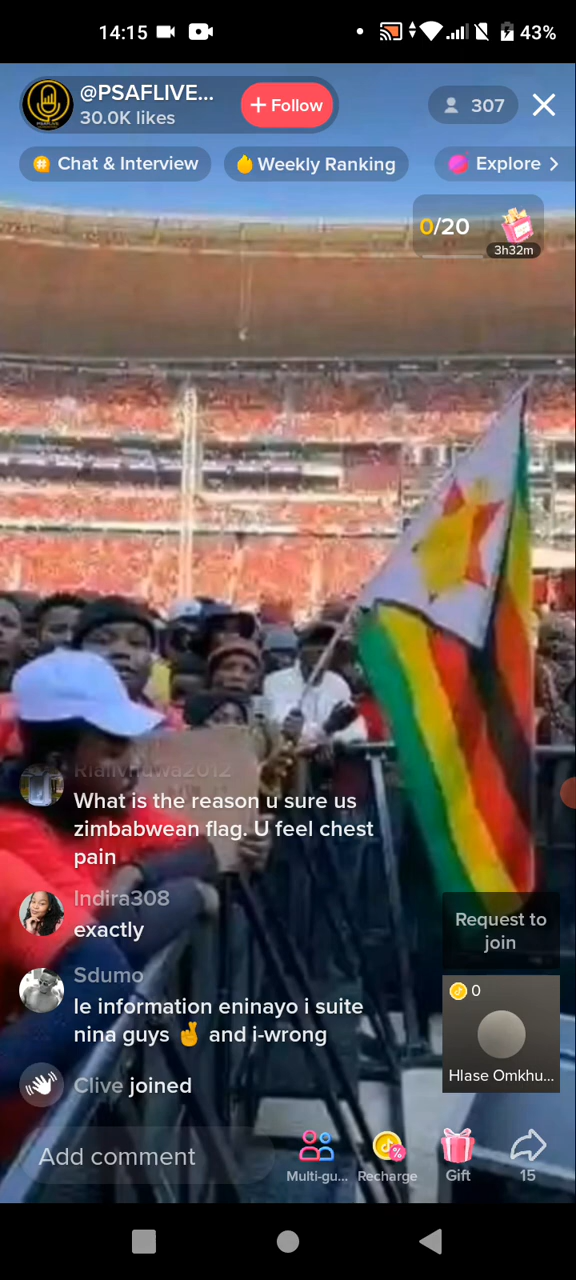 14:15
43%
@PSAFLIVE...
30.0K likes
+ Follow
307
Chat & Interview
Weekly Ranking
Explore
0/20
3h32m
What is the reason u sure us
zimbabwean flag. U feel chest
pain
Indira308
exactly
Sdumo
le information eninayo i suite
nina guys 🤞 and i-wrong
Clive joined
Request to
join
0
Hlase Omkhu...
Add comment
Multi-gu...
Recharge
Gift
15